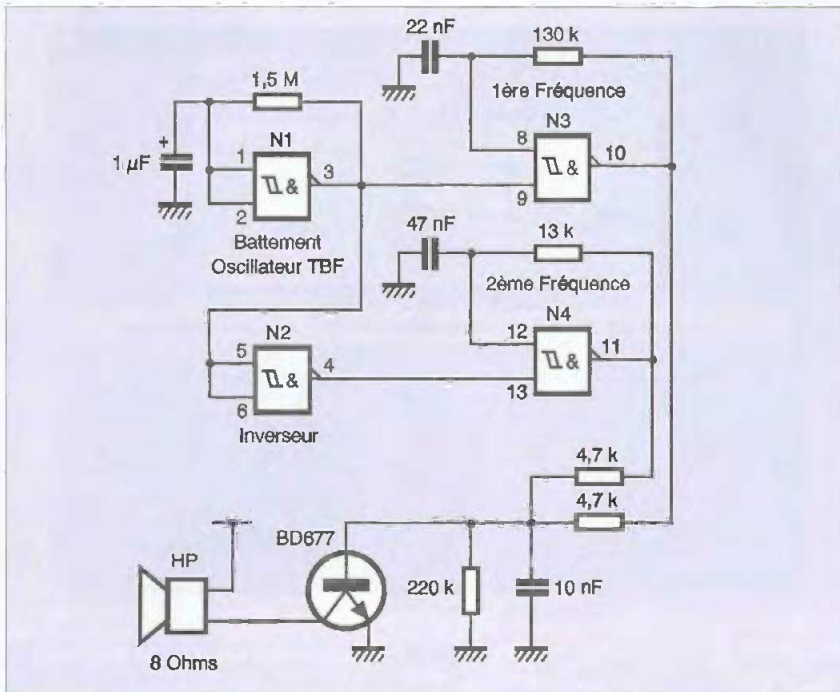 22 nF
130 k
1ère Fréquence
1,5 M
N1
N3
8
10
9
+
1 µF
1
2
3
&
&
Battement
Oscillateur TBF
47 nF
13 k
2ème Fréquence
N4
12
11
13
&
N2
5
6
4
&
Inverseur
4,7 k
4,7 k
BD677
HP
8 Ohms
220 k
10 nF